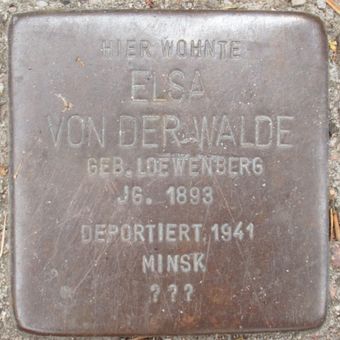 HIER WOHNTE
ELSA
VON DER WALDE
GEB. LOEWENBERG
JG. 1893
DEPORTIERT 1941
MINSK
???